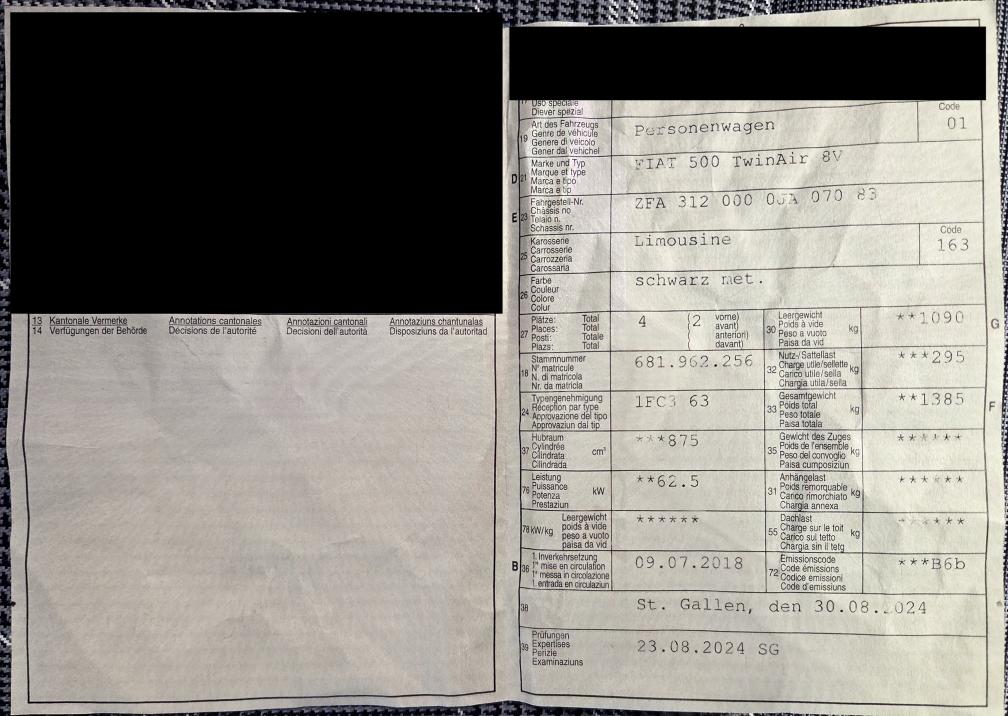 13 Kantonale Vermerke Annotations cantonales Annotazioni cantonali Annotaziuns chantunalas
14 Verfügungen der Behörde Décisions de l'autorité Decisioni dell'autorità Disposiziuns da l'autoritad
17
Uso speciale
Diever spezial
19 Art des Fahrzeugs
Genre de véhicule
Genere di veicolo
Gener dal vehichel
Personenwagen
Code
01
D 21 Marke und Typ
Marque et type
Marca e tipo
Marca e tip
FIAT 500 TwinAir 8V
E 23 Fahrgestell-Nr.
Châssis no
Telaio n.
Schassis nr.
ZFA 312 000 0JA 070 83
25 Karosserie
Carrosserie
Carrozzeria
Carossaria
Limousine
Code
163
26 Farbe
Couleur
Colore
Colur
schwarz met.
27 Plätze: Total
Places: Total
Posti: Totale
Plazs: Total
4 (2 vorne)
avant)
anteriori)
davant)
30 Leergewicht
Poids à vide kg
Peso a vuoto
Paisa da vid
**1090
G
18 Stammnummer
N° matricule
N. di matricola
Nr. da matricla
681.962.256
32 Nutz-/Sattellast
Charge utile/sellette kg
Carico utile/sella
Chargia utila/sella
***295
24 Typengenehmigung
Réception par type
Approvazione del tipo
Approvaziun dal tip
1FC3 63
33 Gesamtgewicht
Poids total kg
Peso totale
Paisa totala
**1385
F
37 Hubraum
Cylindrée cm³
Cilindrata
Cilindrada
***875
35 Gewicht des Zuges
Poids de l'ensemble kg
Peso del convoglio
Paisa cumposiziun
******
76 Leistung
Puissance kW
Potenza
Prestaziun
**62.5
31 Anhängelast
Poids remorquable kg
Carico rimorchiato
Chargia annexa
******
78 kW/kg Leergewicht
poids à vide
peso a vuoto
paisa da vid
******
55 Dachlast
Charge sur le toit kg
Carico sul tetto
Chargia sin il tetg
******
B 36 1. Inverkehrsetzung
1re mise en circulation
1a messa in circolazione
1. entrada en circulaziun
09.07.2018
72 Emissionscode
Code émissions
Codice emissioni
Code d'emissiuns
***B6b
38 St. Gallen, den 30.08.2024
39 Prüfungen
Expertises
Perizie
Examinaziuns
23.08.2024 SG